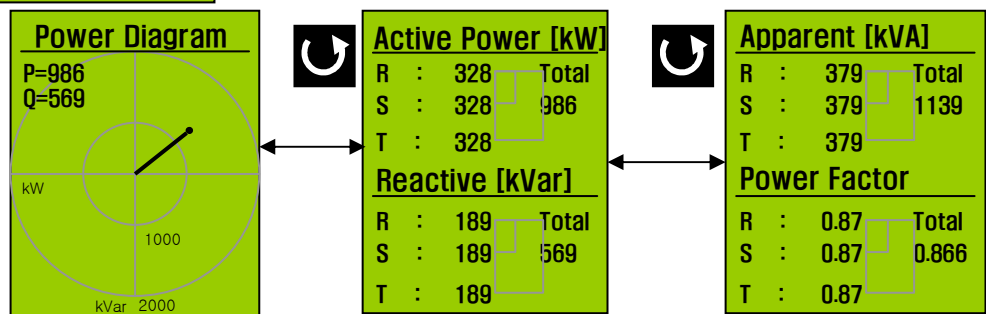 Power Diagram
P=986
Q=569
kW
1000
kVar 2000
Active Power [kW]
R : 328 Total
S : 328 986
T : 328
Reactive [kVar]
R : 189 Total
S : 189 569
T : 189
Apparent [kVA]
R : 379 Total
S : 379 1139
T : 379
Power Factor
R : 0.87 Total
S : 0.87 0.866
T : 0.87